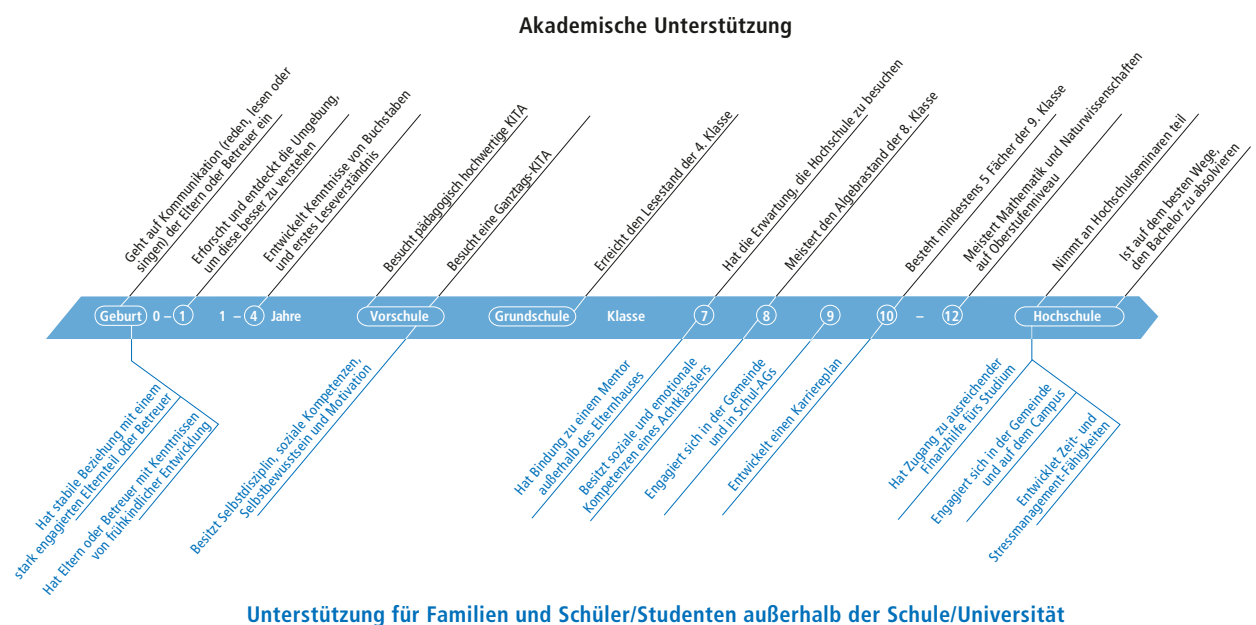 Akademische Unterstützung
Geht auf Kommunikation (reden, lesen oder
singen) der Eltern oder Betreuer ein
Erforscht und entdeckt die Umgebung,
um diese besser zu verstehen
Entwickelt Kenntnisse von Buchstaben
und erstes Leseverständnis
Besucht pädagogisch hochwertige KITA
Besucht eine Ganztags-KITA
Erreicht den Lesestand der 4. Klasse
Hat die Erwartung, die Hochschule zu besuchen
Meistert den Algebrastand der 8. Klasse
Besteht mindestens 5 Fächer der 9. Klasse
Meistert Mathematik und Naturwissenschaften
auf Oberstufenniveau
Nimmt an Hochschulseminaren teil
Ist auf dem besten Wege,
den Bachelor zu absolvieren
Geburt 0 – 1 1 – 4 Jahre Vorschule Grundschule Klasse 7 8 9 10 – 12 Hochschule
Hat stabile Beziehung mit einem
stark engagierten Elternteil oder Betreuer
Hat Eltern oder Betreuer mit Kenntnissen
von frühkindlicher Entwicklung
Besitzt Selbstdisziplin, soziale Kompetenzen,
Selbstbewusstsein und Motivation
Hat Bindung zu einem Mentor
außerhalb des Elternhauses
Besitzt soziale und emotionale
Kompetenzen eines Achtklässlers
Engagiert sich in der Gemeinde
und in Schul-AGs
Entwickelt einen Karriereplan
Hat Zugang zu ausreichender
Finanzhilfe fürs Studium
Engagiert sich in der Gemeinde
und auf dem Campus
Entwicklet Zeit- und
Stressmanagement-Fähigkeiten
Unterstützung für Familien und Schüler/Studenten außerhalb der Schule/Universität